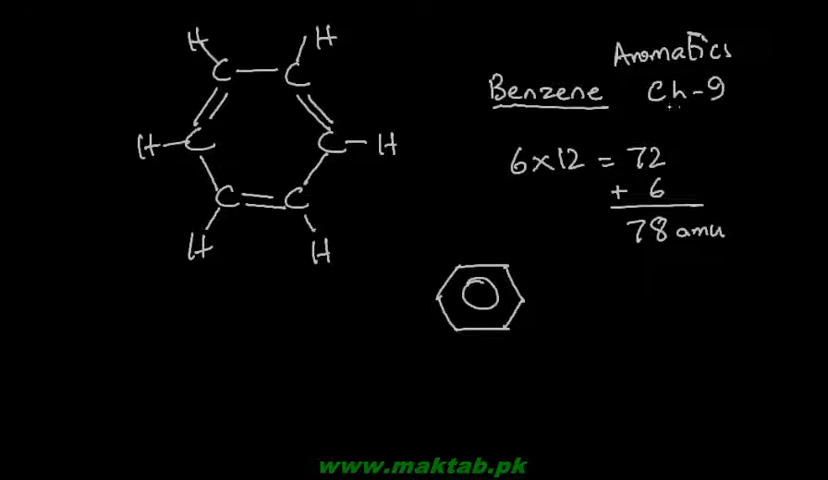 H H
C C
H C C H
C C
H H
Aromatics
Benzene Ch-9
6×12 = 72
+ 6
78 amu
www.maktab.pk